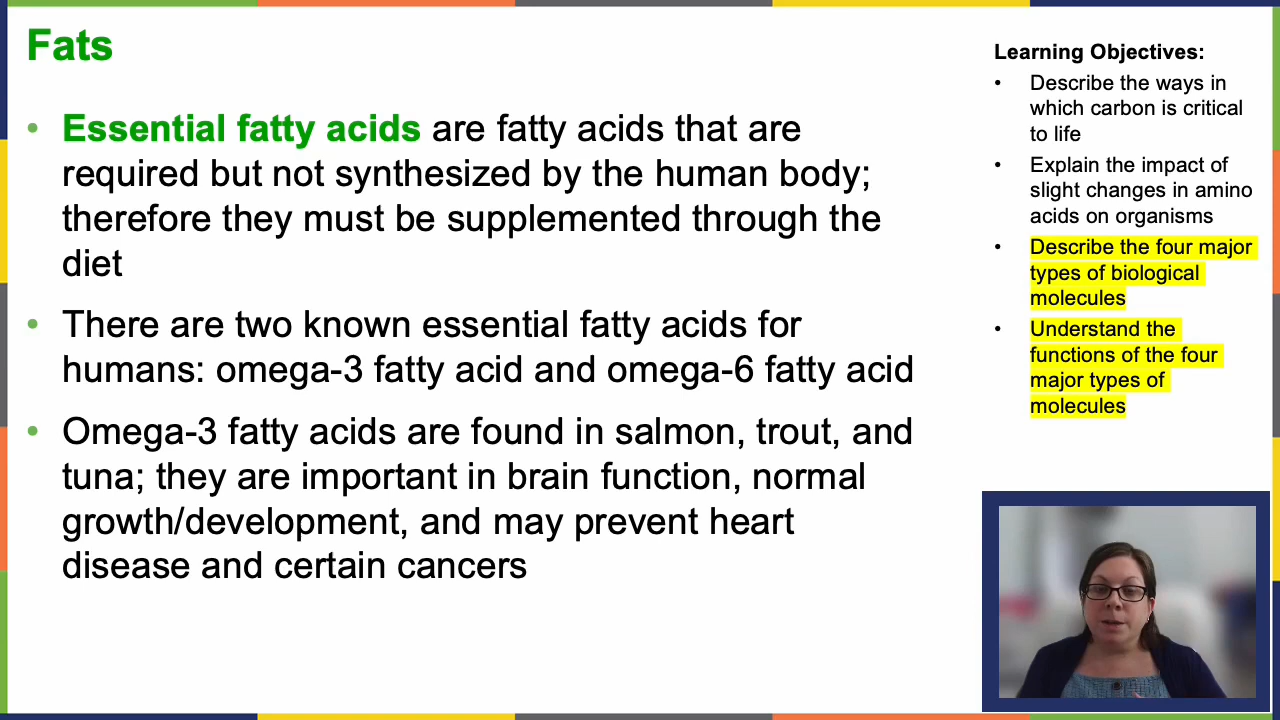 Fats
• Essential fatty acids are fatty acids that are
required but not synthesized by the human body;
therefore they must be supplemented through the
diet
• There are two known essential fatty acids for
humans: omega-3 fatty acid and omega-6 fatty acid
• Omega-3 fatty acids are found in salmon, trout, and
tuna; they are important in brain function, normal
growth/development, and may prevent heart
disease and certain cancers
Learning Objectives:
• Describe the ways in
which carbon is critical
to life
• Explain the impact of
slight changes in amino
acids on organisms
• Describe the four major
types of biological
molecules
• Understand the
functions of the four
major types of
molecules